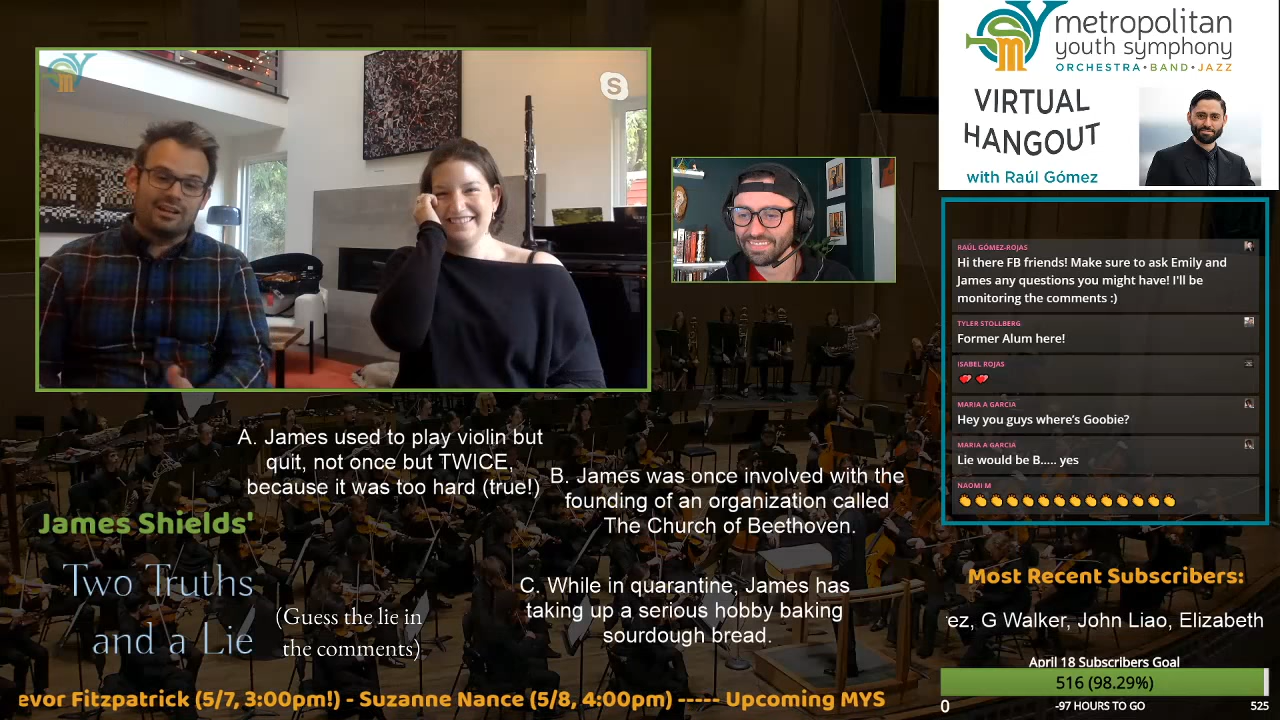 S
metropolitan
youth symphony
ORCHESTRA•BAND•JAZZ
VIRTUAL
HANGOUT
with Raúl Gómez
RAÚL GÓMEZ-ROJAS
Hi there FB friends! Make sure to ask Emily and
James any questions you might have! I'll be
monitoring the comments :)
TYLER STOLLBERG
Former Alum here!
ISABEL ROJAS
MARIA A GARCIA
Hey you guys where's Goobie?
MARIA A GARCIA
Lie would be B..... yes
NAOMI M
A. James used to play violin but
quit, not once but TWICE,
because it was too hard (true!)
B. James was once involved with the
founding of an organization called
The Church of Beethoven.
James Shields'
Two Truths
and a Lie
(Guess the lie in
the comments)
C. While in quarantine, James has
taking up a serious hobby baking
sourdough bread.
Most Recent Subscribers:
ez, G Walker, John Liao, Elizabeth
April 18 Subscribers Goal
516 (98.29%)
0 -97 HOURS TO GO 525
evor Fitzpatrick (5/7, 3:00pm!) - Suzanne Nance (5/8, 4:00pm) ----- Upcoming MYS